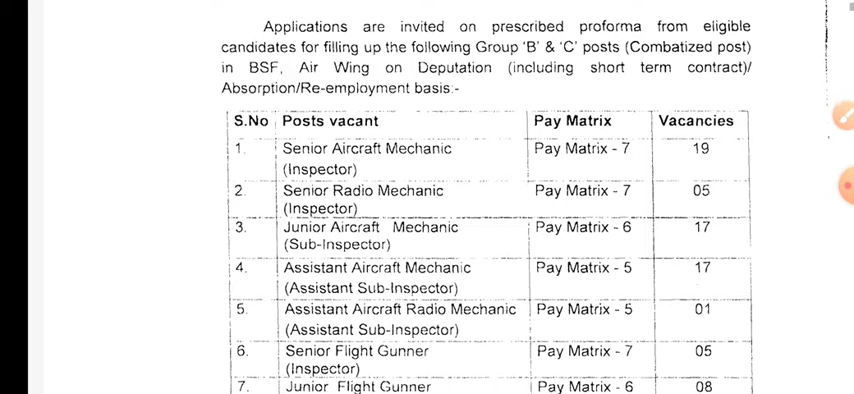 Applications are invited on prescribed proforma from eligible
candidates for filling up the following Group 'B' & 'C' posts (Combatized post)
in BSF, Air Wing on Deputation (including short term contract)/
Absorption/Re-employment basis:-
S.No Posts vacant Pay Matrix Vacancies
1. Senior Aircraft Mechanic Pay Matrix - 7 19
(Inspector)
2. Senior Radio Mechanic Pay Matrix - 7 05
(Inspector)
3. Junior Aircraft Mechanic Pay Matrix - 6 17
(Sub-Inspector)
4. Assistant Aircraft Mechanic Pay Matrix - 5 17
(Assistant Sub-Inspector)
5. Assistant Aircraft Radio Mechanic Pay Matrix - 5 01
(Assistant Sub-Inspector)
6. Senior Flight Gunner Pay Matrix - 7 05
(Inspector)
7. Junior Flight Gunner Pay Matrix - 6 08